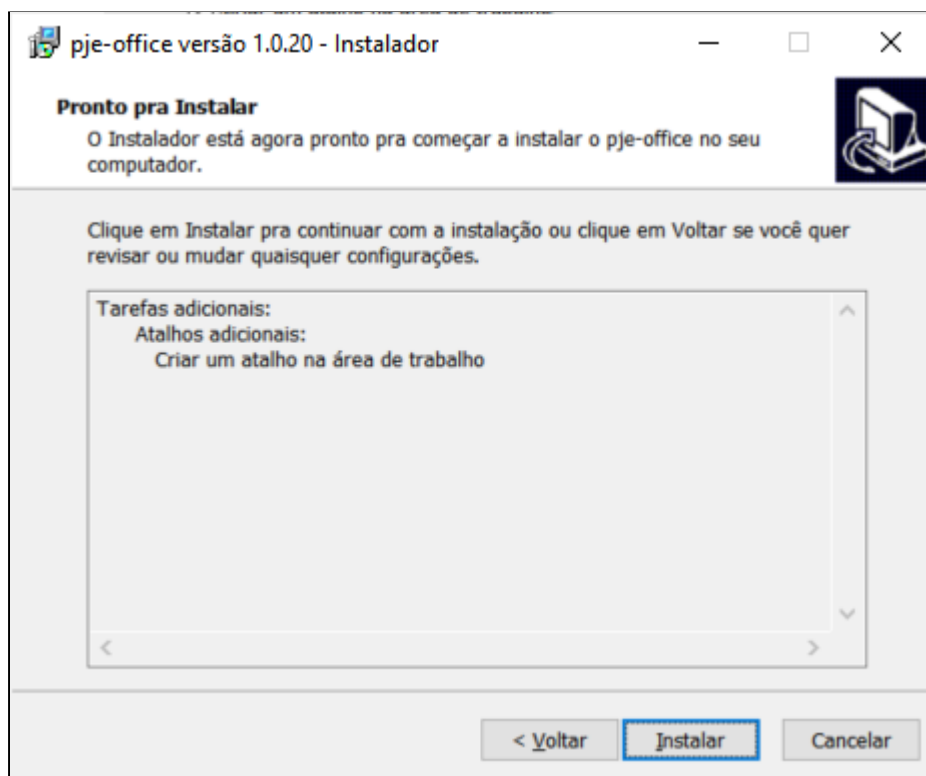 pje-office versão 1.0.20 - Instalador
Pronto pra Instalar
O Instalador está agora pronto pra começar a instalar o pje-office no seu
computador.
Clique em Instalar pra continuar com a instalação ou clique em Voltar se você quer
revisar ou mudar quaisquer configurações.
Tarefas adicionais:
Atalhos adicionais:
Criar um atalho na área de trabalho
< Voltar
Instalar
Cancelar